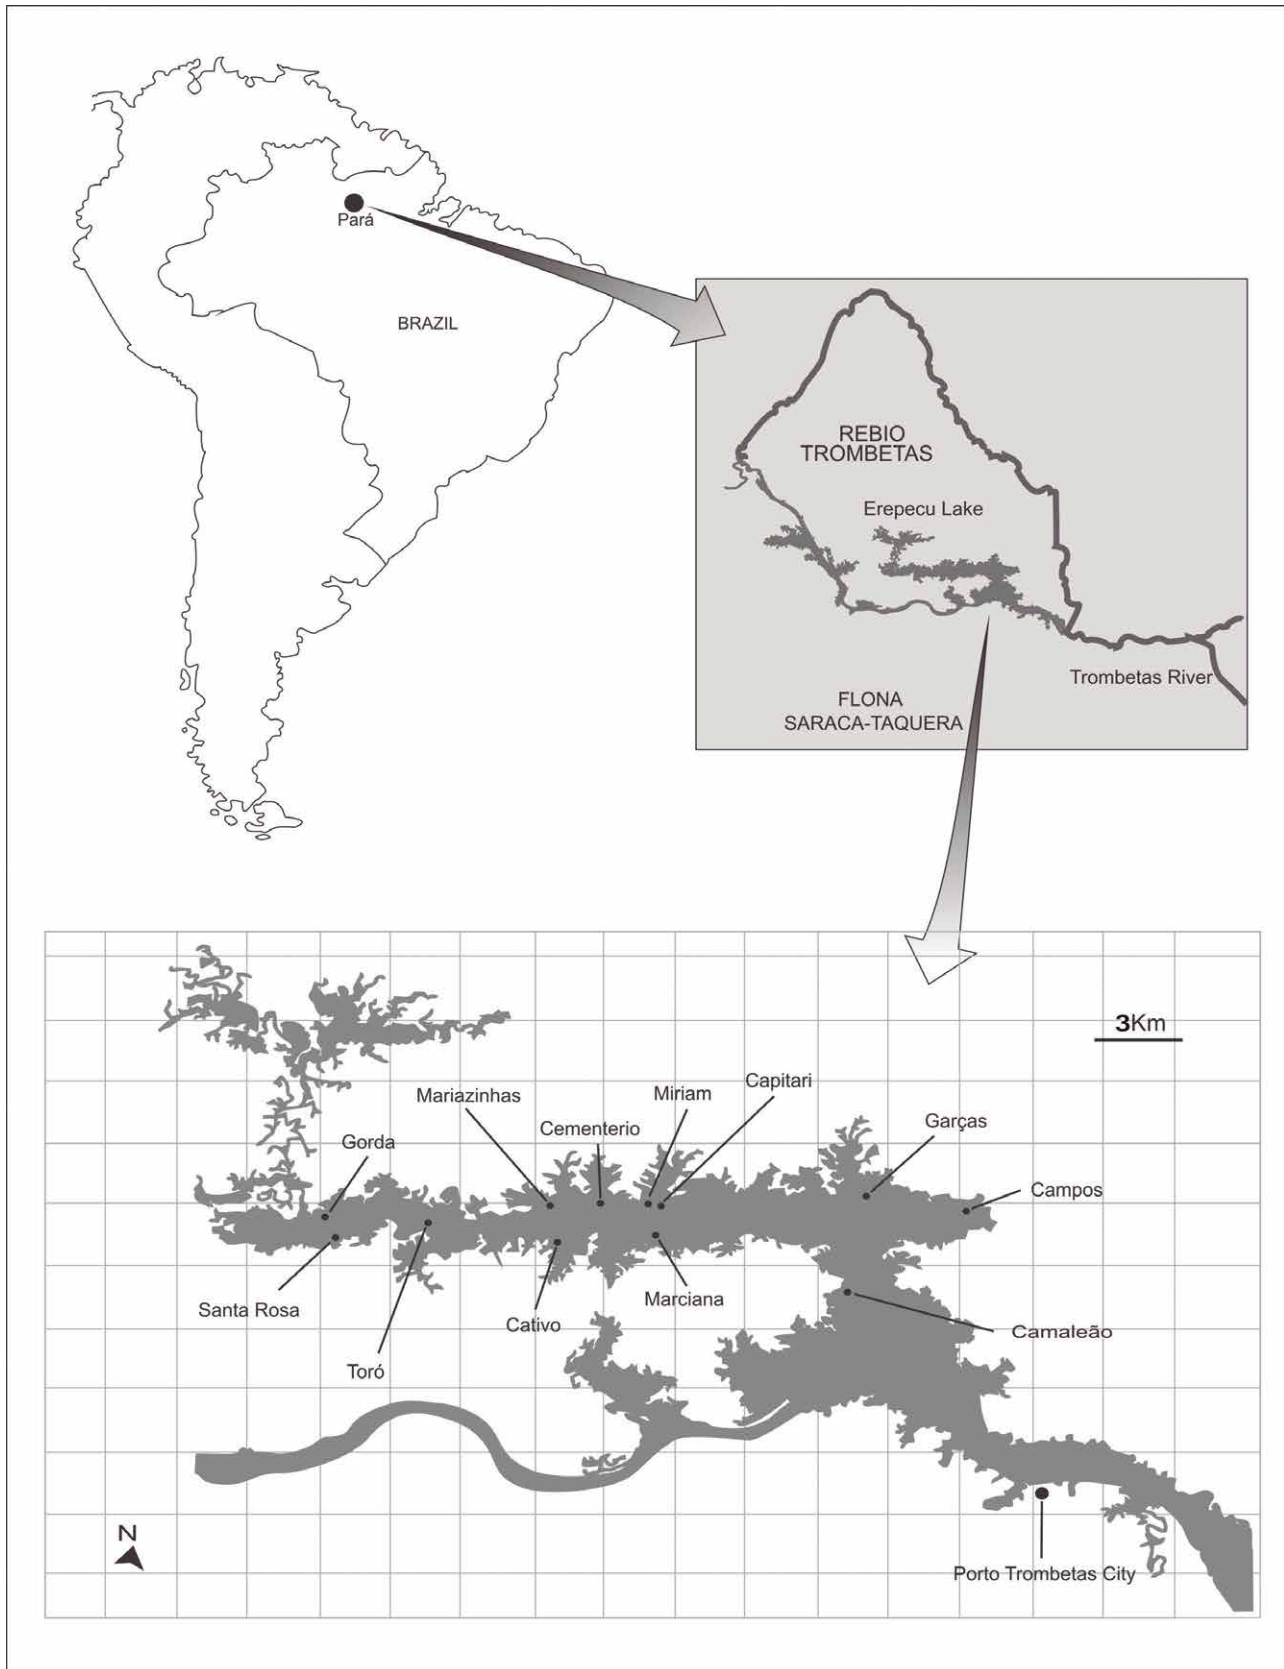 Pará
BRAZIL
REBIO
TROMBETAS
Erepecu Lake
Trombetas River
FLONA
SARACA-TAQUERA
3Km
Capitari
Miriam
Mariazinhas
Garças
Cementerio
Gorda
Campos
Marciana
Santa Rosa
Cativo
Camaleão
Toró
N
Porto Trombetas City